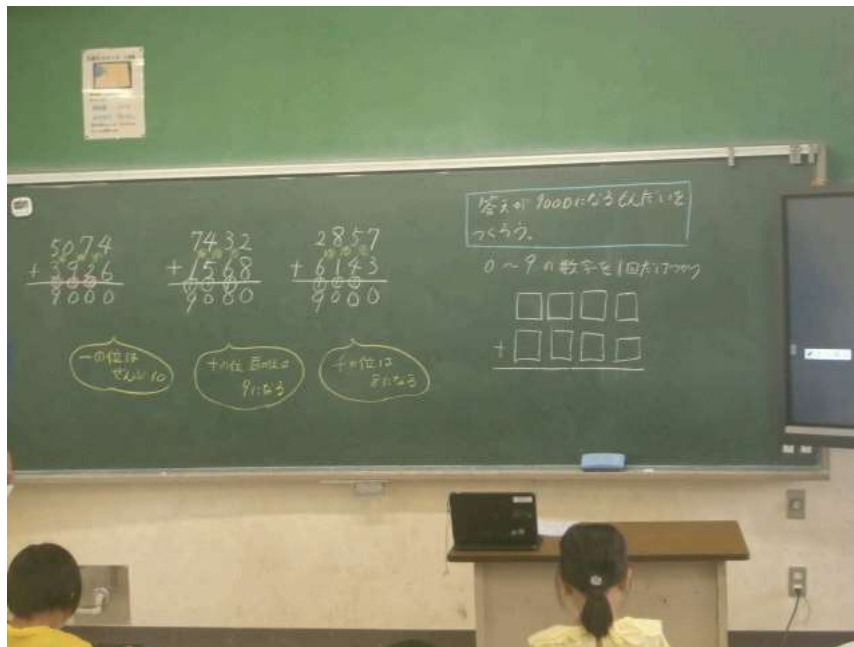 答えが9000になるもんだいを
つくろう。
0〜9の数字を1回だけつかう
5074
+3926
9000
7432
+1568
9000
2857
+6143
9000
+
一の位は
ぜんぶ10
十の位 百の位は
9になる
千の位は
8になる